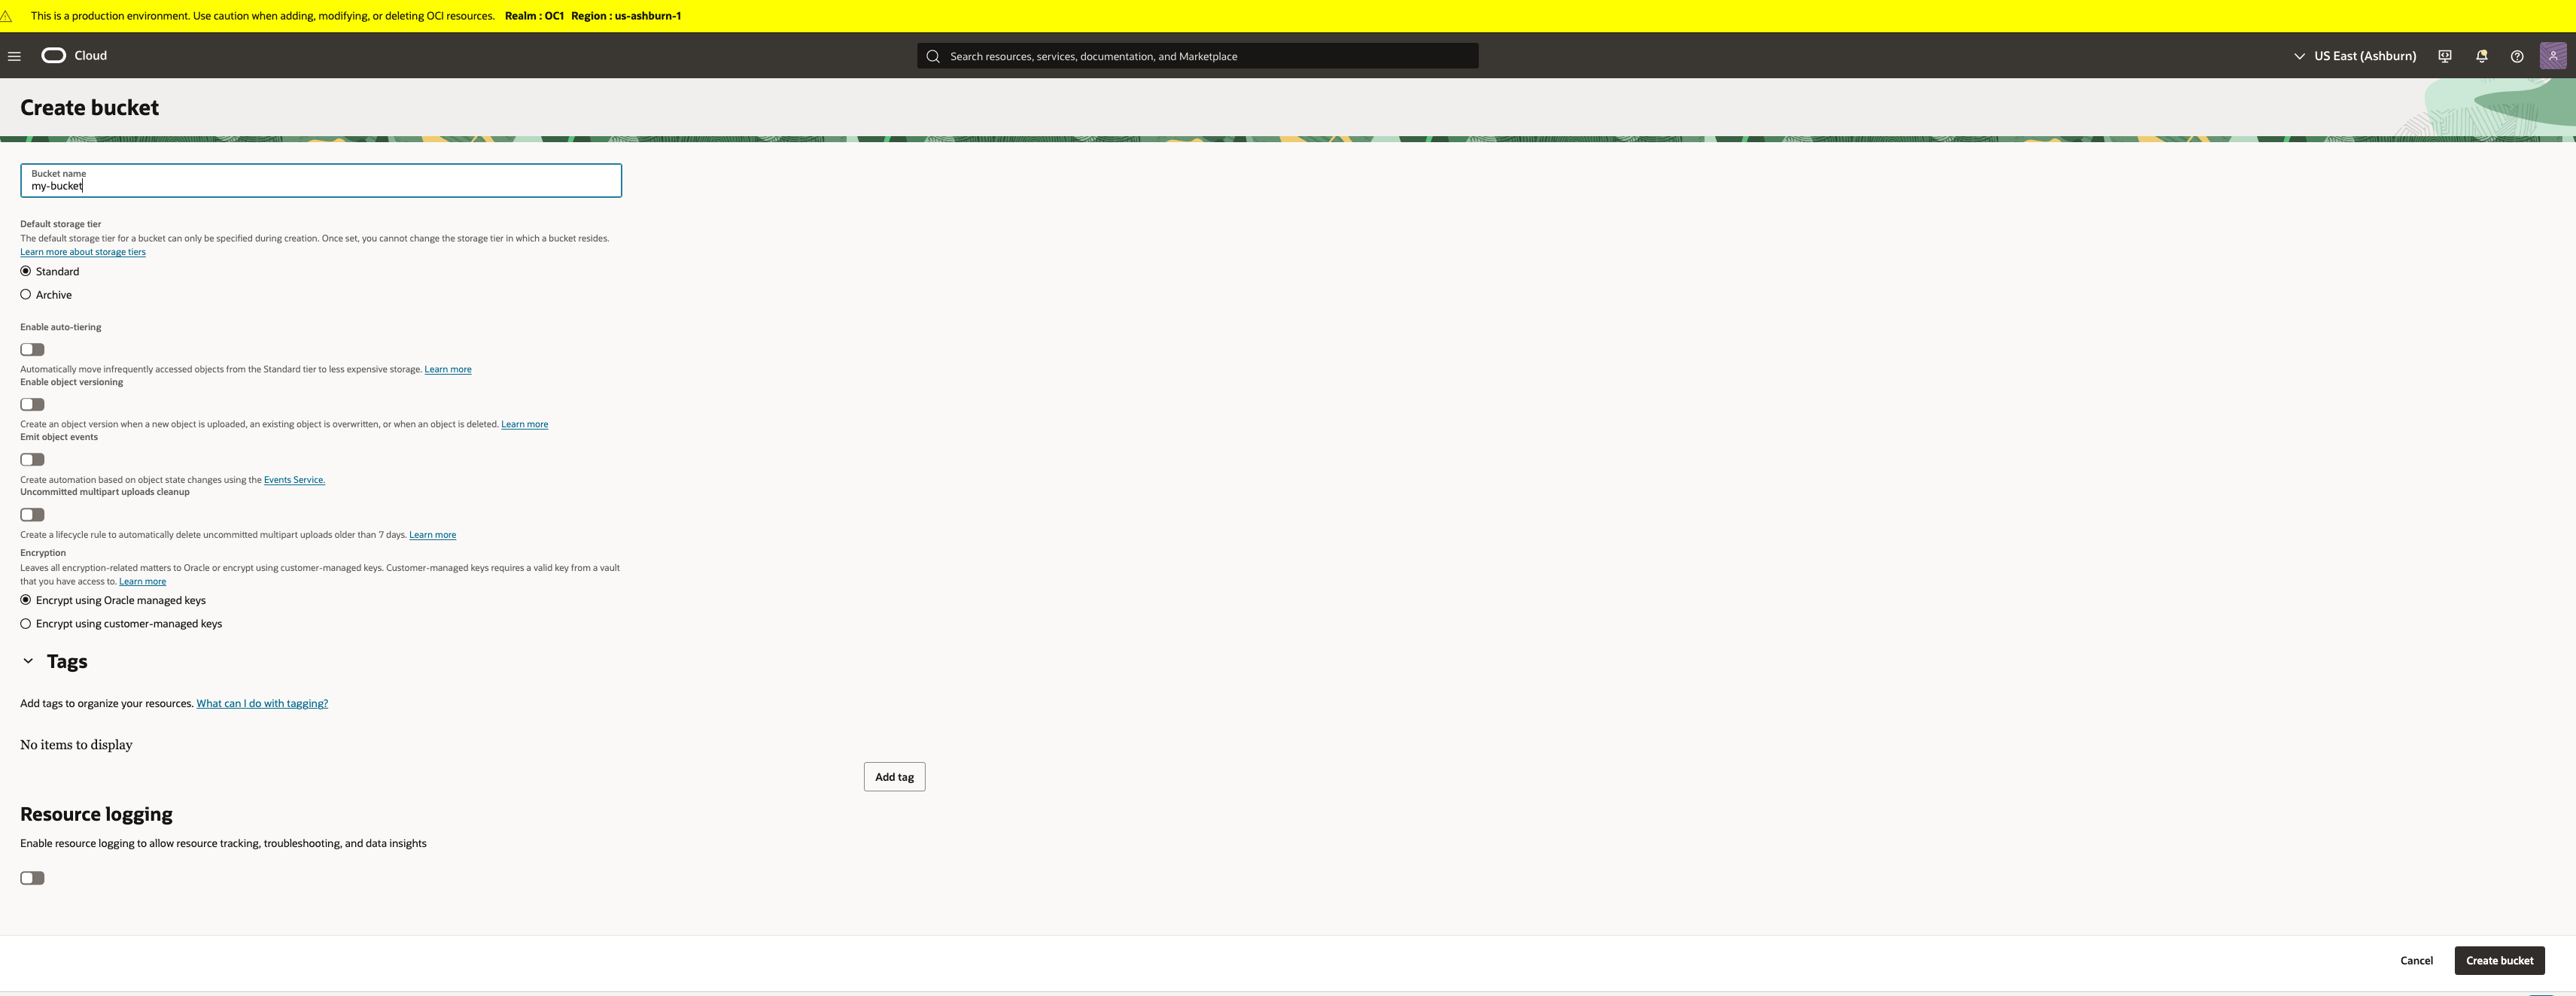 This is a production environment. Use caution when adding, modifying, or deleting OCI resources. Realm : OC1 Region : us-ashburn-1
Cloud
Search resources, services, documentation, and Marketplace
US East (Ashburn)
Create bucket
Bucket name
my-bucket
Default storage tier
The default storage tier for a bucket can only be specified during creation. Once set, you cannot change the storage tier in which a bucket resides.
Learn more about storage tiers
Standard
Archive
Enable auto-tiering
Automatically move infrequently accessed objects from the Standard tier to less expensive storage. Learn more
Enable object versioning
Create an object version when a new object is uploaded, an existing object is overwritten, or when an object is deleted. Learn more
Emit object events
Create automation based on object state changes using the Events Service.
Uncommitted multipart uploads cleanup
Create a lifecycle rule to automatically delete uncommitted multipart uploads older than 7 days. Learn more
Encryption
Leaves all encryption-related matters to Oracle or encrypt using customer-managed keys. Customer-managed keys requires a valid key from a vault
that you have access to. Learn more
Encrypt using Oracle managed keys
Encrypt using customer-managed keys
Tags
Add tags to organize your resources. What can I do with tagging?
No items to display
Add tag
Resource logging
Enable resource logging to allow resource tracking, troubleshooting, and data insights
Cancel
Create bucket